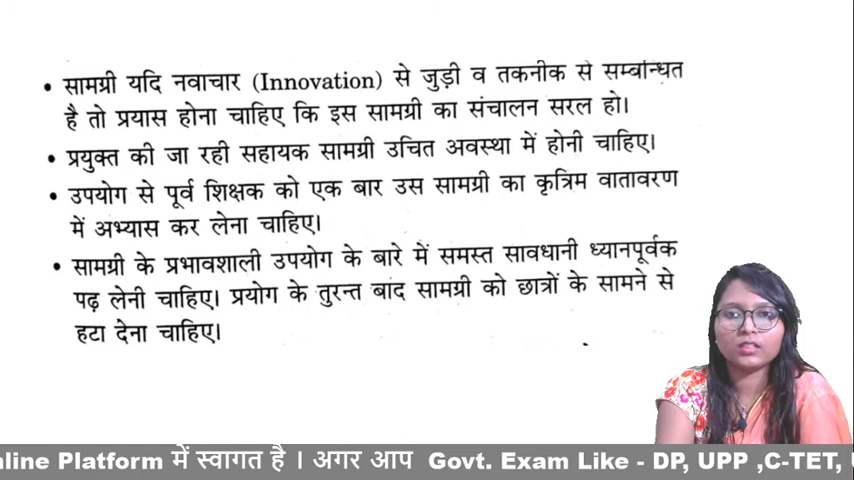 • सामग्री यदि नवाचार (Innovation) से जुड़ी व तकनीक से सम्बन्धित
है तो प्रयास होना चाहिए कि इस सामग्री का संचालन सरल हो।
• प्रयुक्त की जा रही सहायक सामग्री उचित अवस्था में होनी चाहिए।
• उपयोग से पूर्व शिक्षक को एक बार उस सामग्री का कृत्रिम वातावरण
में अभ्यास कर लेना चाहिए।
• सामग्री के प्रभावशाली उपयोग के बारे में समस्त सावधानी ध्यानपूर्वक
पढ़ लेनी चाहिए। प्रयोग के तुरन्त बाद सामग्री को छात्रों के सामने से
हटा देना चाहिए।
nline Platform में स्वागत है । अगर आप Govt. Exam Like - DP, UPP ,C-TET,